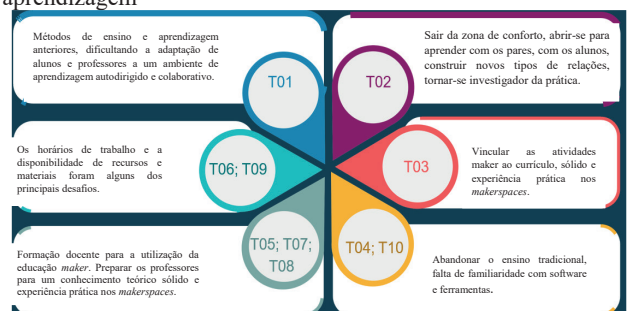 aprendizagem
Métodos de ensino e aprendizagem
anteriores, dificultando a adaptação de
alunos e professores a um ambiente de
aprendizagem autodirigido e colaborativo.
T01
T02
Sair da zona de conforto, abrir-se para
aprender com os pares, com os alunos,
construir novos tipos de relações,
tornar-se investigador da prática.
Os horários de trabalho e a
disponibilidade de recursos e
materiais foram alguns dos
principais desafios.
T06; T09
T03
Vincular as atividades
maker ao currículo, sólido e
experiência prática nos
makerspaces.
Formação docente para a utilização da
educação maker. Preparar os professores
para um conhecimento teórico sólido e
experiência prática nos makerspaces.
T05; T07;
T08
T04; T10
Abandonar o ensino tradicional,
falta de familiaridade com software
e ferramentas.